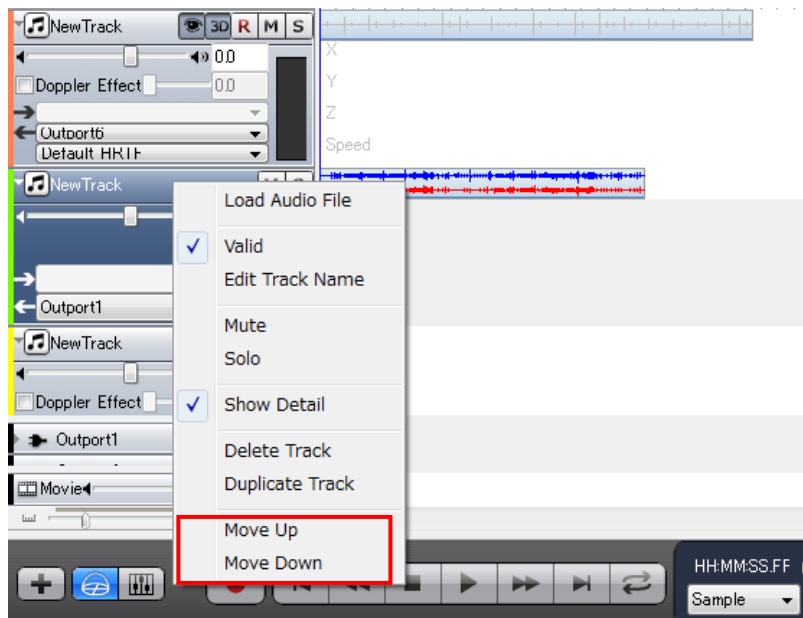 NewTrack 3D R M S
0.0
X
Doppler Effect 0.0
Y
Z
Outport6
Default HRTF
Speed
NewTrack M S
Load Audio File
Valid
Edit Track Name
Outport1
Mute
NewTrack
Solo
Doppler Effect
Show Detail
Outport1
Delete Track
Duplicate Track
Movie
Move Up
Move Down
HH:MM:SS.FF
Sample